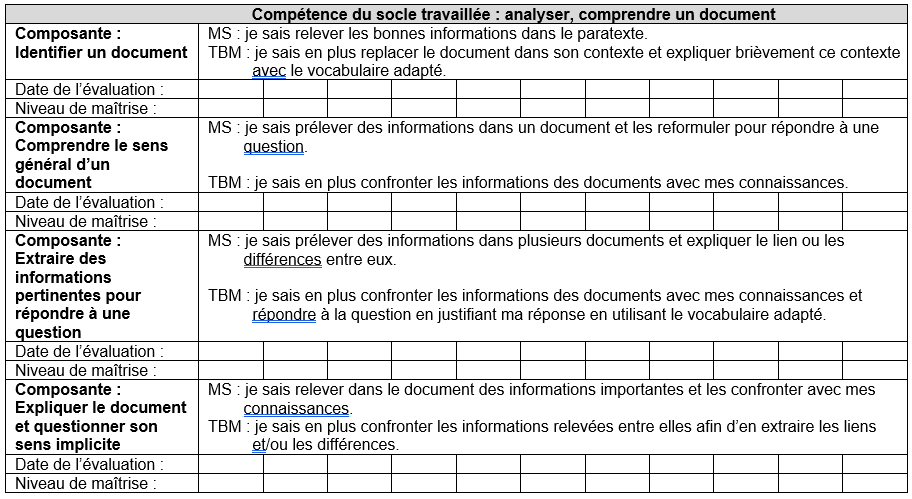 Compétence du socle travaillée : analyser, comprendre un document
Composante :
Identifier un document
MS : je sais relever les bonnes informations dans le paratexte.
TBM : je sais en plus replacer le document dans son contexte et expliquer brièvement ce contexte
avec le vocabulaire adapté.
Date de l’évaluation :
Niveau de maîtrise :
Composante :
Comprendre le sens
général d’un
document
MS : je sais prélever des informations dans un document et les reformuler pour répondre à une
question.
TBM : je sais en plus confronter les informations des documents avec mes connaissances.
Date de l’évaluation :
Niveau de maîtrise :
Composante :
Extraire des
informations
pertinentes pour
répondre à une
question
MS : je sais prélever des informations dans plusieurs documents et expliquer le lien ou les
différences entre eux.
TBM : je sais en plus confronter les informations des documents avec mes connaissances et
répondre à la question en justifiant ma réponse en utilisant le vocabulaire adapté.
Date de l’évaluation :
Niveau de maîtrise :
Composante :
Expliquer le document
et questionner son
sens implicite
MS : je sais relever dans le document des informations importantes et les confronter avec mes
connaissances.
TBM : je sais en plus confronter les informations relevées entre elles afin d’en extraire les liens
et/ou les différences.
Date de l’évaluation :
Niveau de maîtrise :